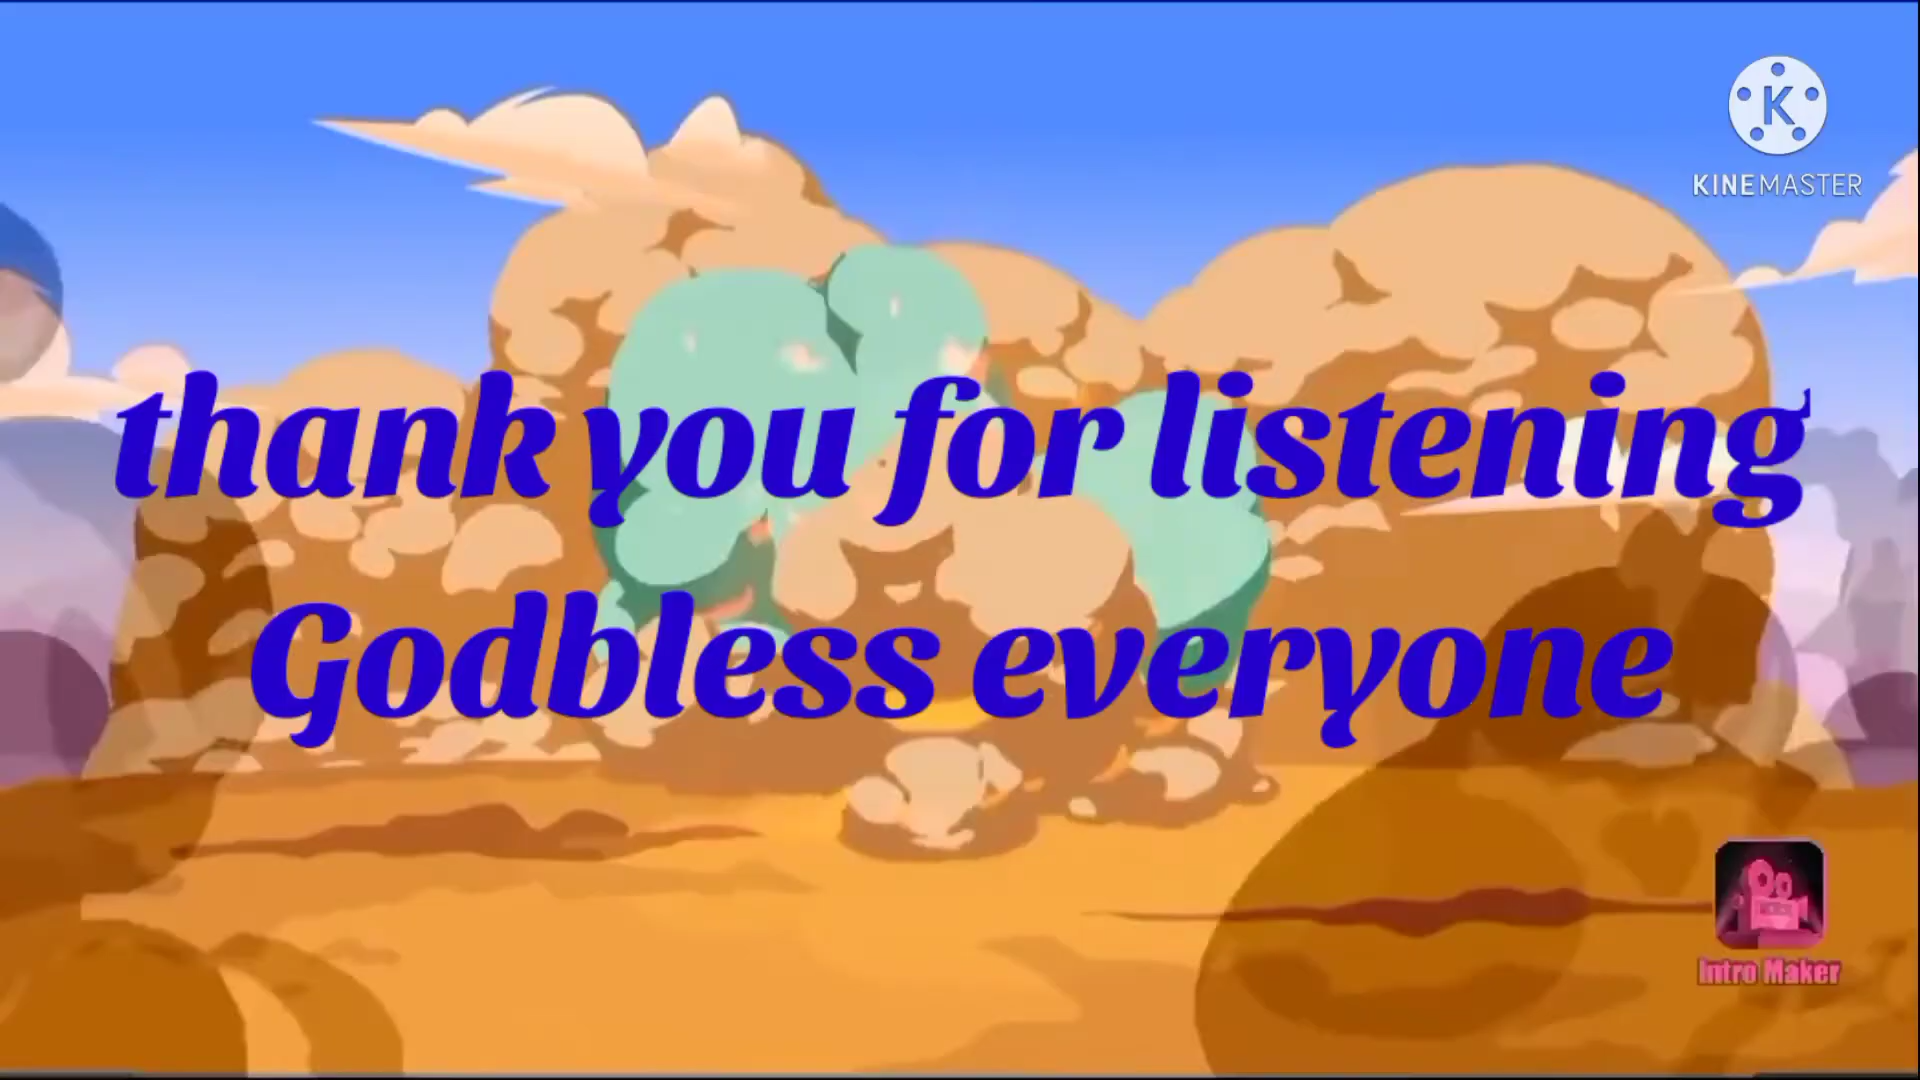 K
KINEMASTER
thank you for listening
Godbless everyone
Intro Maker